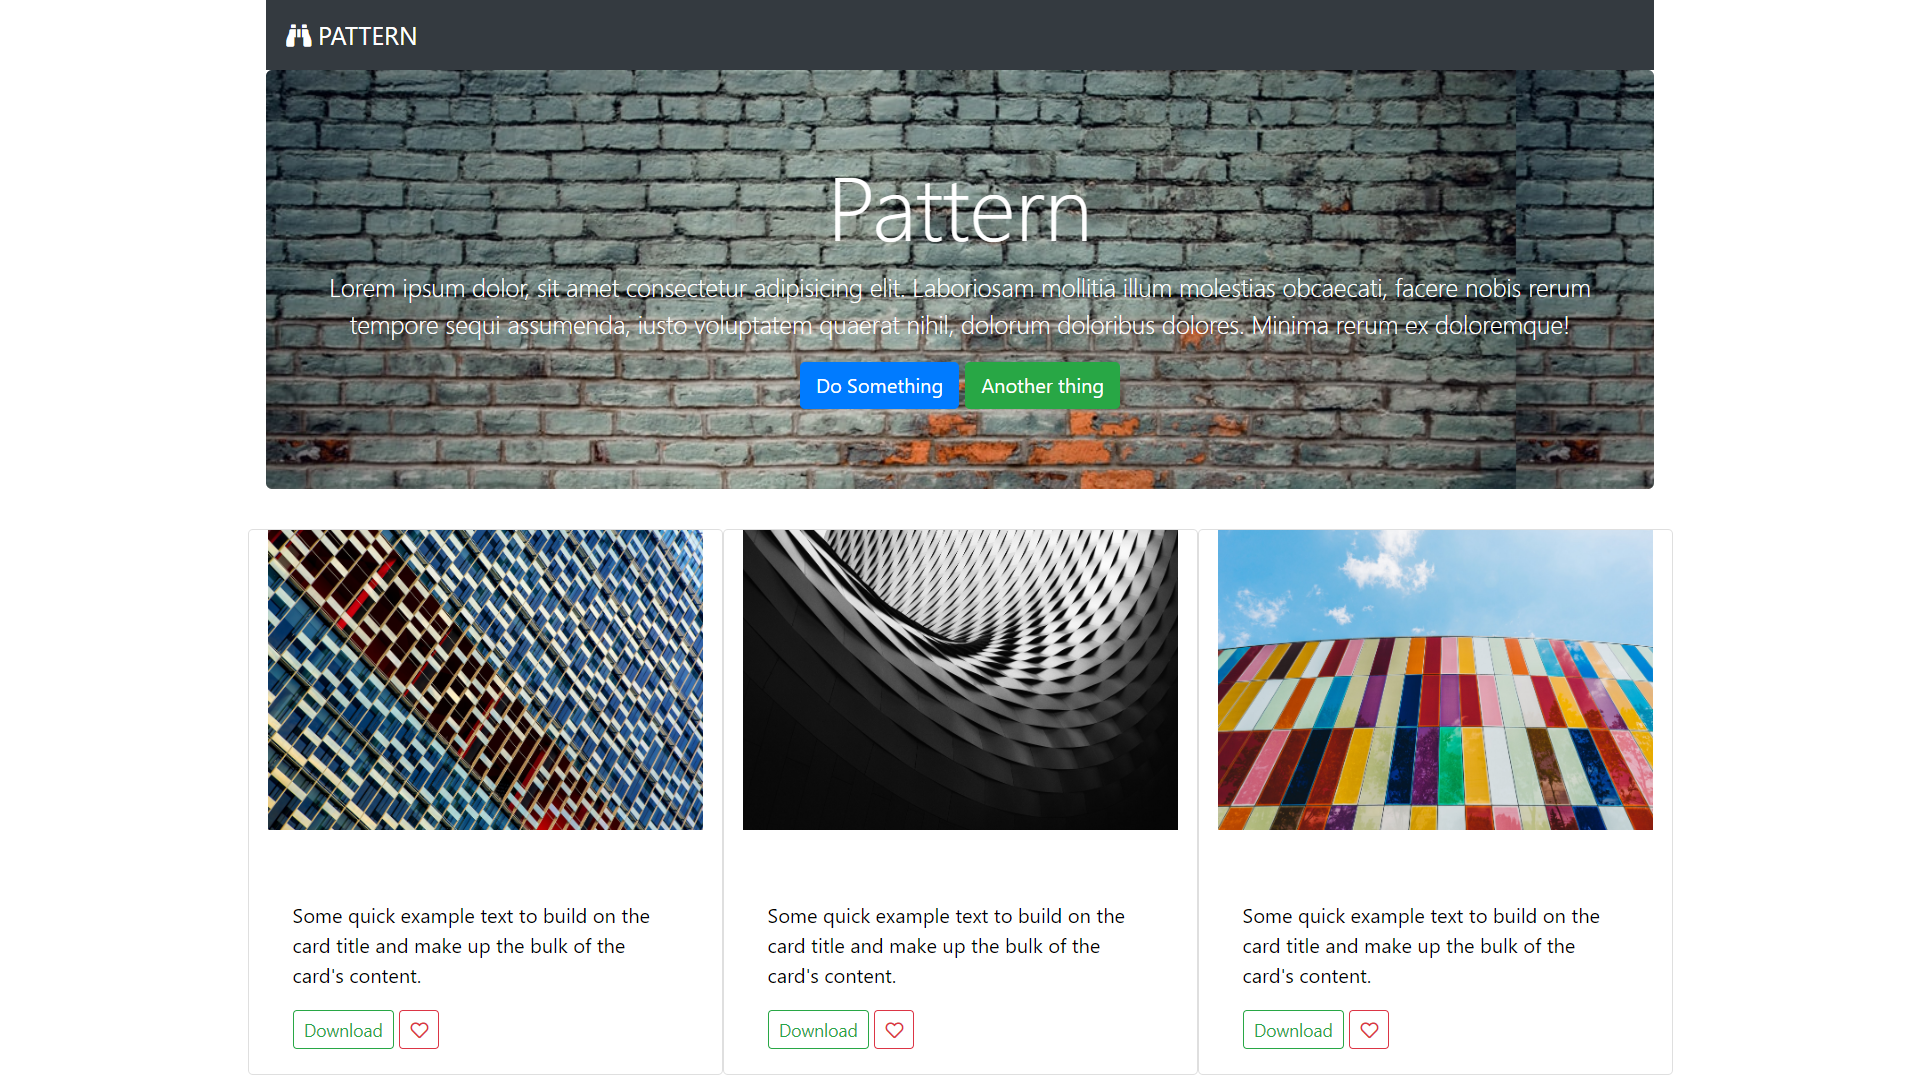 PATTERN
Pattern
Lorem ipsum dolor, sit amet consectetur adipisicing elit. Laboriosam mollitia illum molestias obcaecati, facere nobis rerum
tempore sequi assumenda, iusto voluptatem quaerat nihil, dolorum doloribus dolores. Minima rerum ex doloremque!
Do Something
Another thing
Some quick example text to build on the
card title and make up the bulk of the
card's content.
Download
Some quick example text to build on the
card title and make up the bulk of the
card's content.
Download
Some quick example text to build on the
card title and make up the bulk of the
card's content.
Download